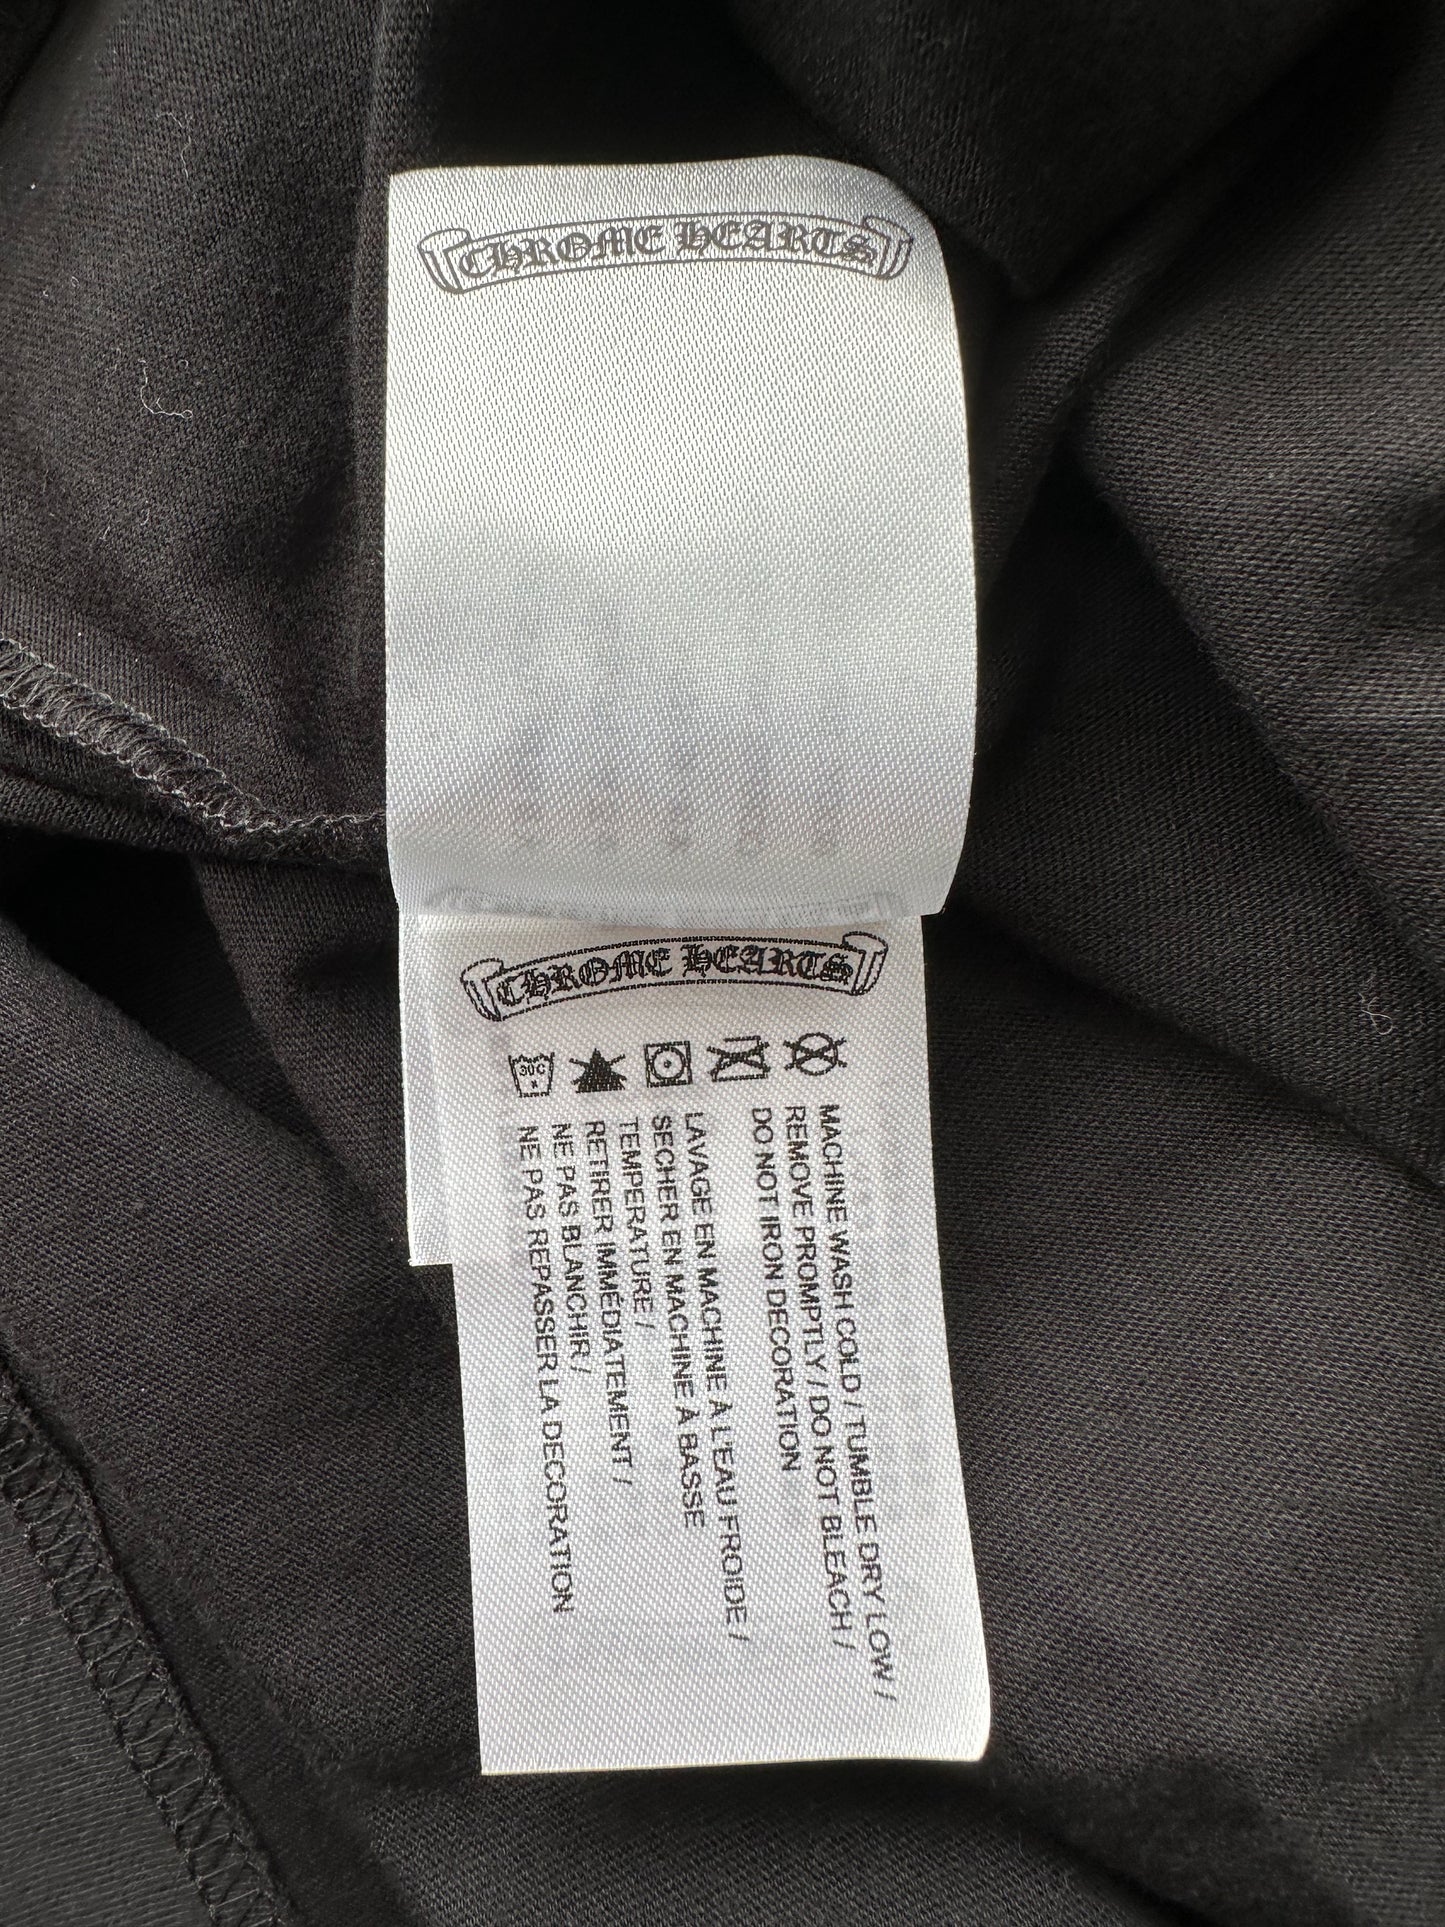 CHROME HEARTS
CHROME HEARTS
30C
MACHINE WASH COLD / TUMBLE DRY LOW /
REMOVE PROMPTLY / DO NOT BLEACH /
DO NOT IRON DECORATION
LAVAGE EN MACHINE À L'EAU FROIDE /
SECHER EN MACHINE À BASSE
TEMPERATURE /
RETIRER IMMÉDIATEMENT /
NE PAS BLANCHIR /
NE PAS REPASSER LA DECORATION